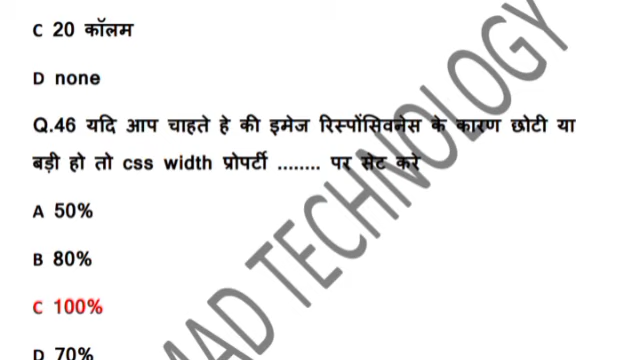 C 20 कॉलम
D none
Q.46 यदि आप चाहते हे की इमेज रिस्पोंसिवनेस के कारण छोटी या
बड़ी हो तो css width प्रोपर्टी ........ पर सेट करे
A 50%
B 80%
C 100%
D 70%
MAD TECHNOLOGY